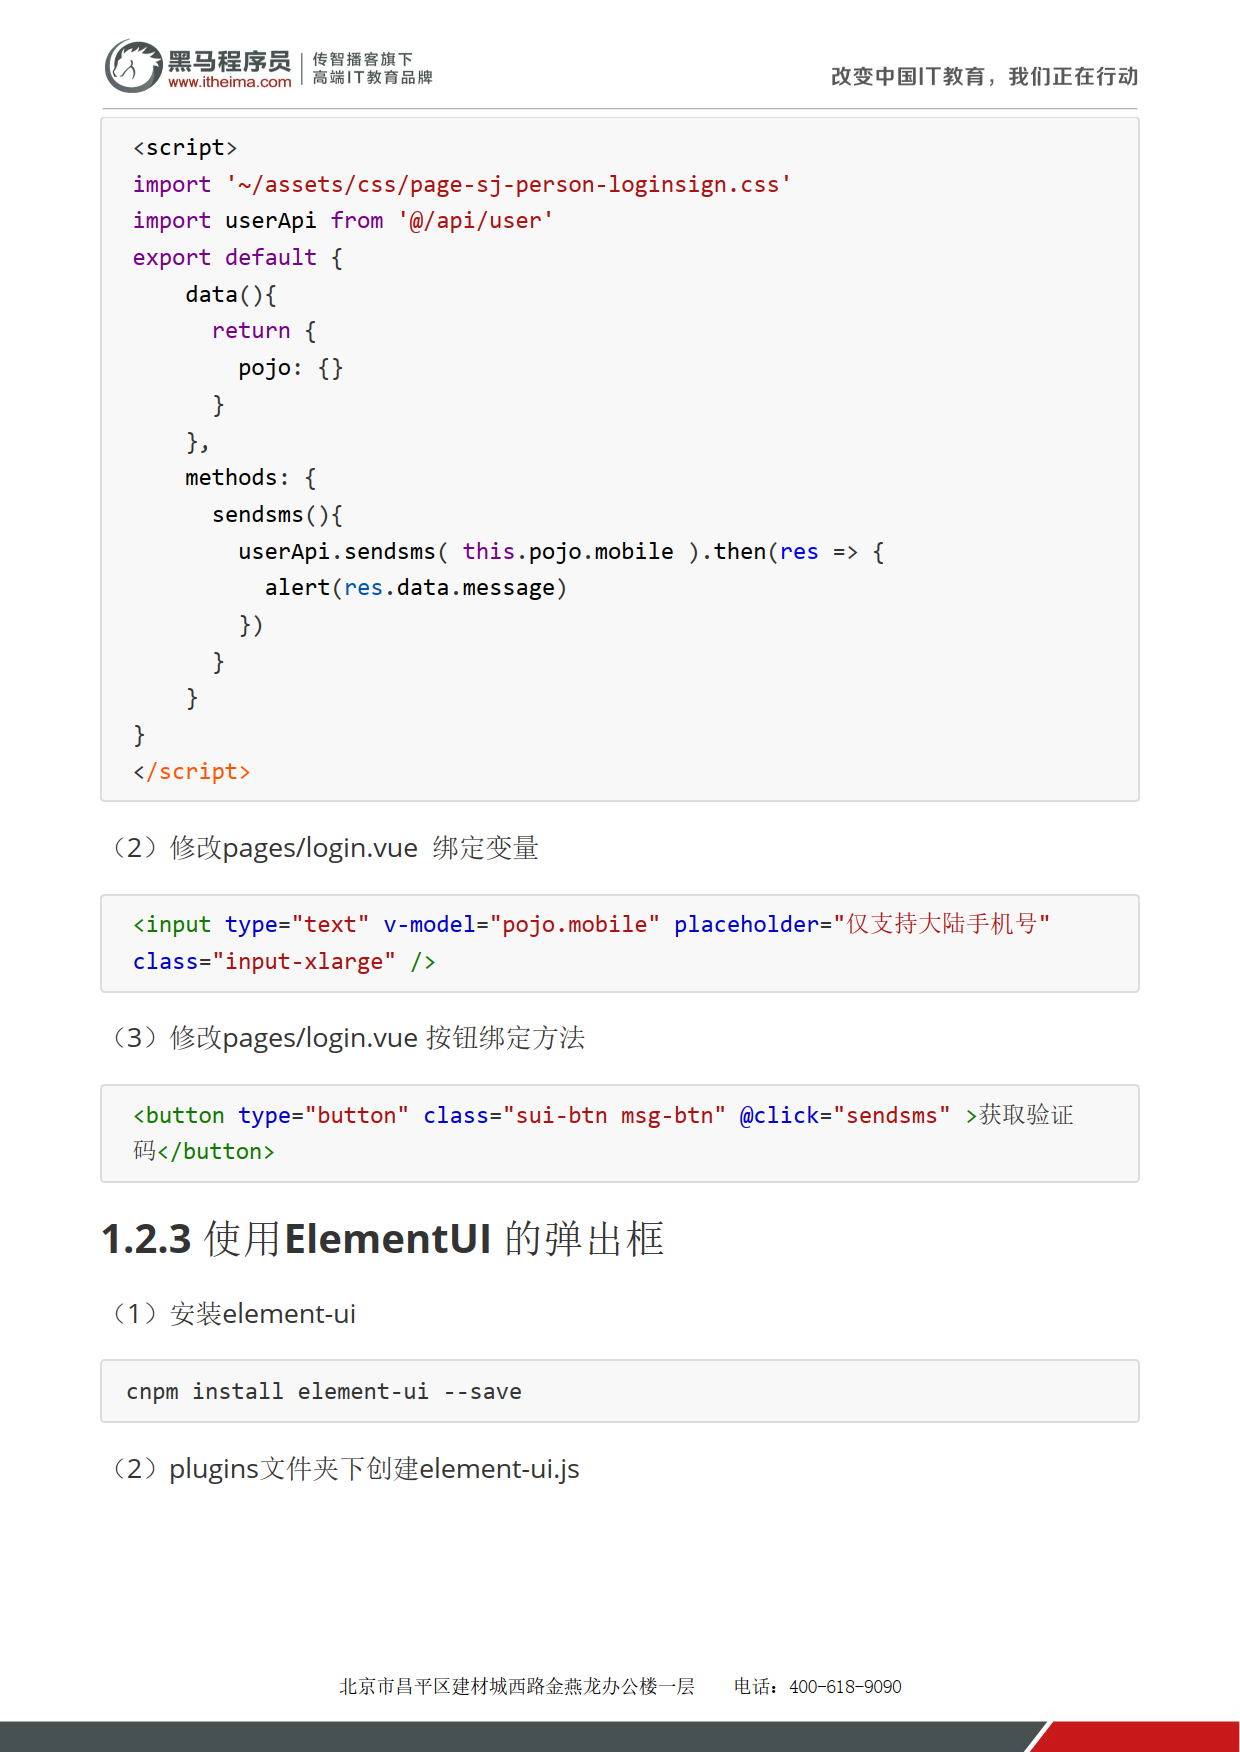 黑马程序员
www.itheima.com
传智播客旗下
高端IT教育品牌
改变中国IT教育，我们正在行动
<script>
import '~/assets/css/page-sj-person-loginsign.css'
import userApi from '@/api/user'
export default {
    data(){
      return {
        pojo: {}
      }
    },
    methods: {
      sendsms(){
        userApi.sendsms( this.pojo.mobile ).then(res => {
          alert(res.data.message)
        })
      }
    }
}
</script>
（2）修改pages/login.vue 绑定变量
<input type="text" v-model="pojo.mobile" placeholder="仅支持大陆手机号"
class="input-xlarge" />
（3）修改pages/login.vue 按钮绑定方法
<button type="button" class="sui-btn msg-btn" @click="sendsms" >获取验证
码</button>
1.2.3 使用ElementUI 的弹出框
（1）安装element-ui
cnpm install element-ui --save
（2）plugins文件夹下创建element-ui.js
北京市昌平区建材城西路金燕龙办公楼一层 电话：400-618-9090